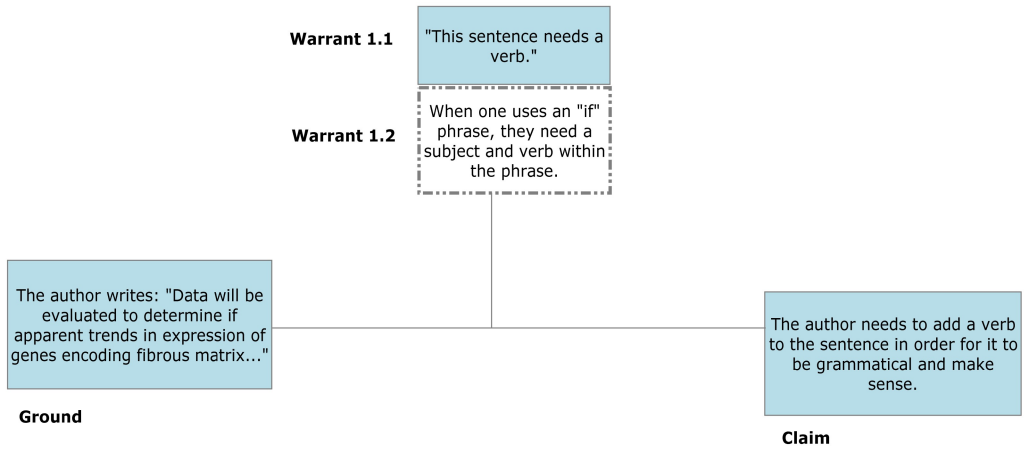 Warrant 1.1
"This sentence needs a
verb."
Warrant 1.2
When one uses an "if"
phrase, they need a
subject and verb within
the phrase.
The author writes: "Data will be
evaluated to determine if
apparent trends in expression of
genes encoding fibrous matrix..."
Ground
The author needs to add a verb
to the sentence in order for it to
be grammatical and make
sense.
Claim